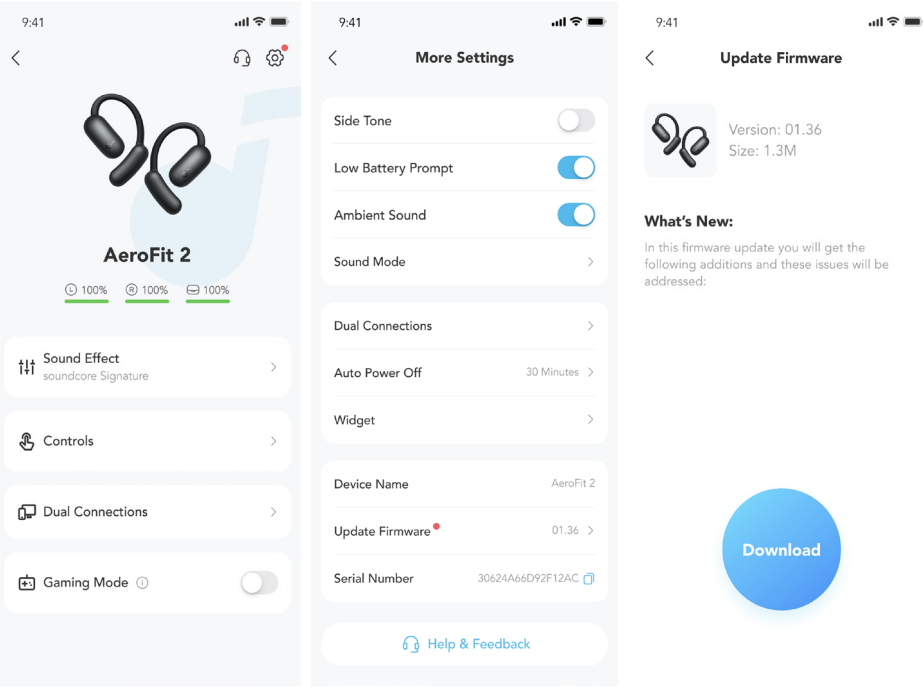 9:41
AeroFit 2
L 100%
R 100%
100%
Sound Effect
soundcore Signature
Controls
Dual Connections
Gaming Mode
9:41
More Settings
Side Tone
Low Battery Prompt
Ambient Sound
Sound Mode
Dual Connections
Auto Power Off 30 Minutes
Widget
Device Name AeroFit 2
Update Firmware 01.36
Serial Number 30624A66D92F12AC
Help & Feedback
9:41
Update Firmware
Version: 01.36
Size: 1.3M
What's New:
In this firmware update you will get the
following additions and these issues will be
addressed:
Download